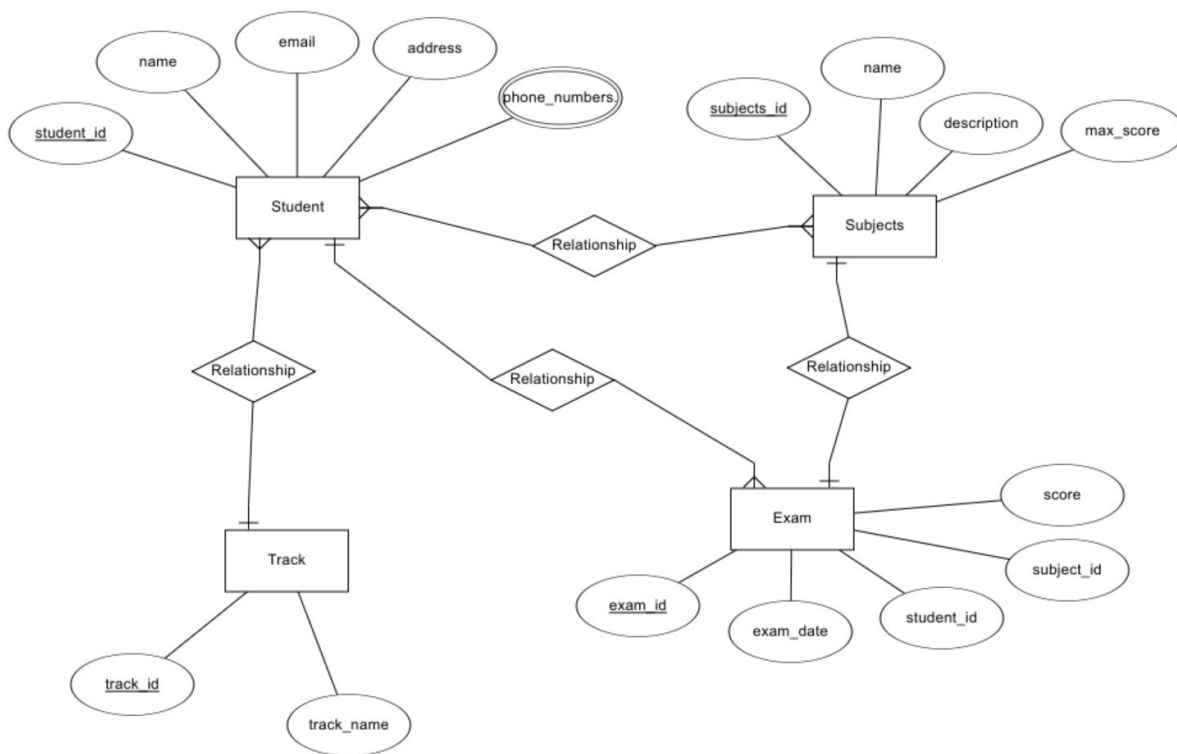 email
name
address
name
phone_numbers.
subjects_id
student_id
description
max_score
Student
Subjects
Relationship
Relationship
Relationship
Relationship
score
Exam
Track
subject_id
exam_id
student_id
exam_date
track_id
track_name